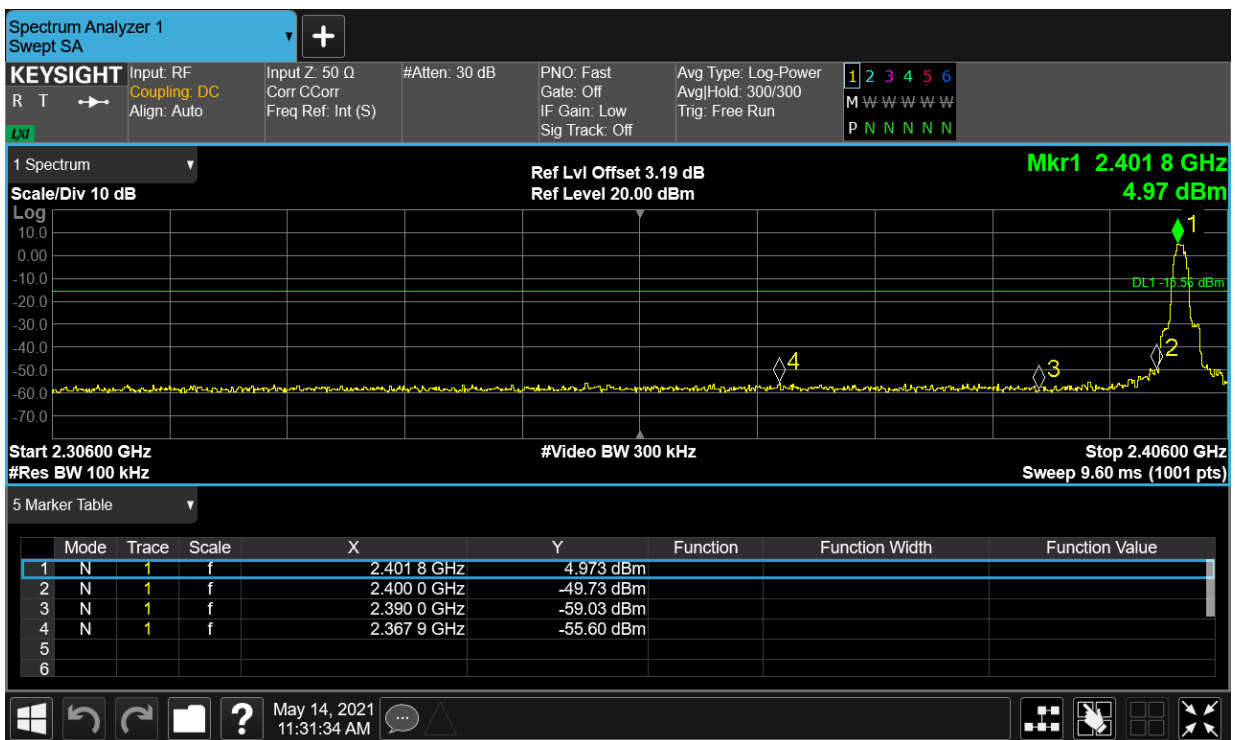 Spectrum Analyzer 1
Swept SA
+
KEYSIGHT
R T
LXI
Input: RF
Coupling: DC
Align: Auto
Input Z: 50 Ω
Corr CCorr
Freq Ref: Int (S)
#Atten: 30 dB
PNO: Fast
Gate: Off
IF Gain: Low
Sig Track: Off
Avg Type: Log-Power
Avg|Hold: 300/300
Trig: Free Run
1 2 3 4 5 6
M W W W W W
P N N N N N
1 Spectrum
Scale/Div 10 dB
Ref Lvl Offset 3.19 dB
Ref Level 20.00 dBm
Mkr1 2.401 8 GHz
4.97 dBm
Log
10.0
0.00
-10.0
-20.0
-30.0
-40.0
-50.0
-60.0
-70.0
1
DL1 -15.56 dBm
2
3
4
Start 2.30600 GHz
#Res BW 100 kHz
#Video BW 300 kHz
Stop 2.40600 GHz
Sweep 9.60 ms (1001 pts)
5 Marker Table
Mode Trace Scale X Y Function Function Width Function Value
1 N 1 f 2.401 8 GHz 4.973 dBm
2 N 1 f 2.400 0 GHz -49.73 dBm
3 N 1 f 2.390 0 GHz -59.03 dBm
4 N 1 f 2.367 9 GHz -55.60 dBm
5
6
?
May 14, 2021
11:31:34 AM